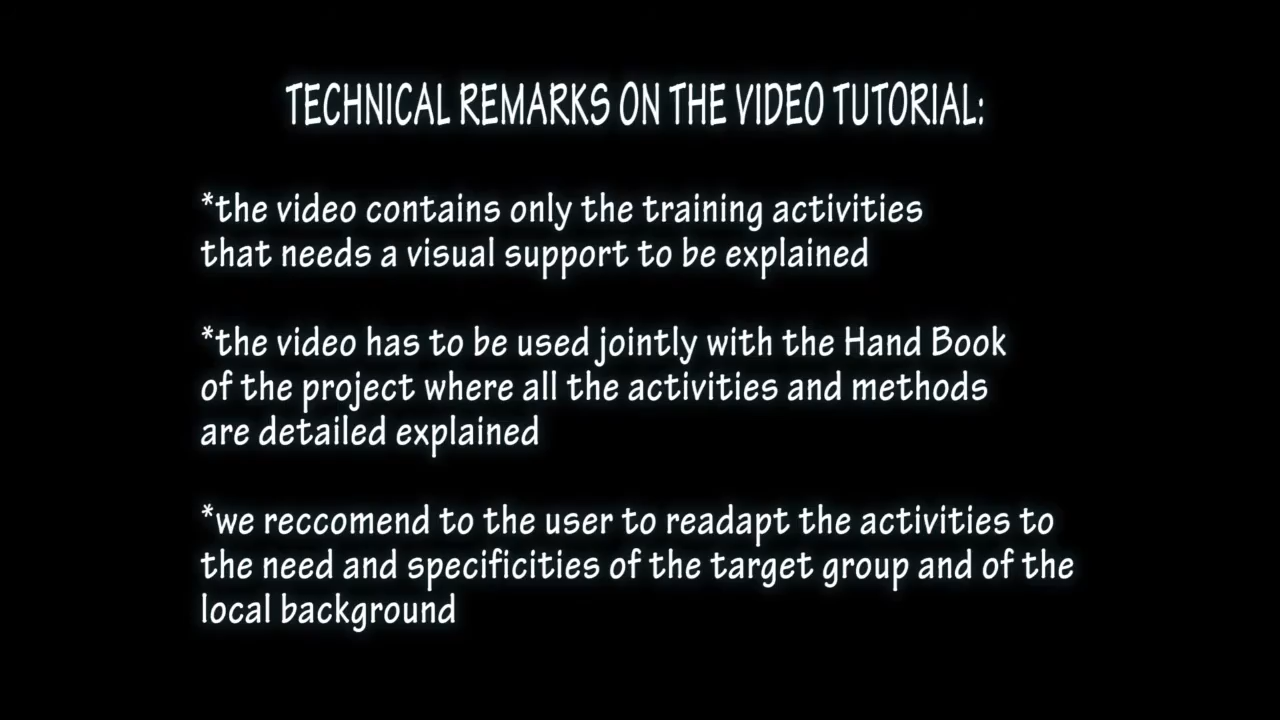 TECHNICAL REMARKS ON THE VIDEO TUTORIAL:
*the video contains only the training activities
that needs a visual support to be explained
*the video has to be used jointly with the Hand Book
of the project where all the activities and methods
are detailed explained
*we reccomend to the user to readapt the activities to
the need and specificities of the target group and of the
local background